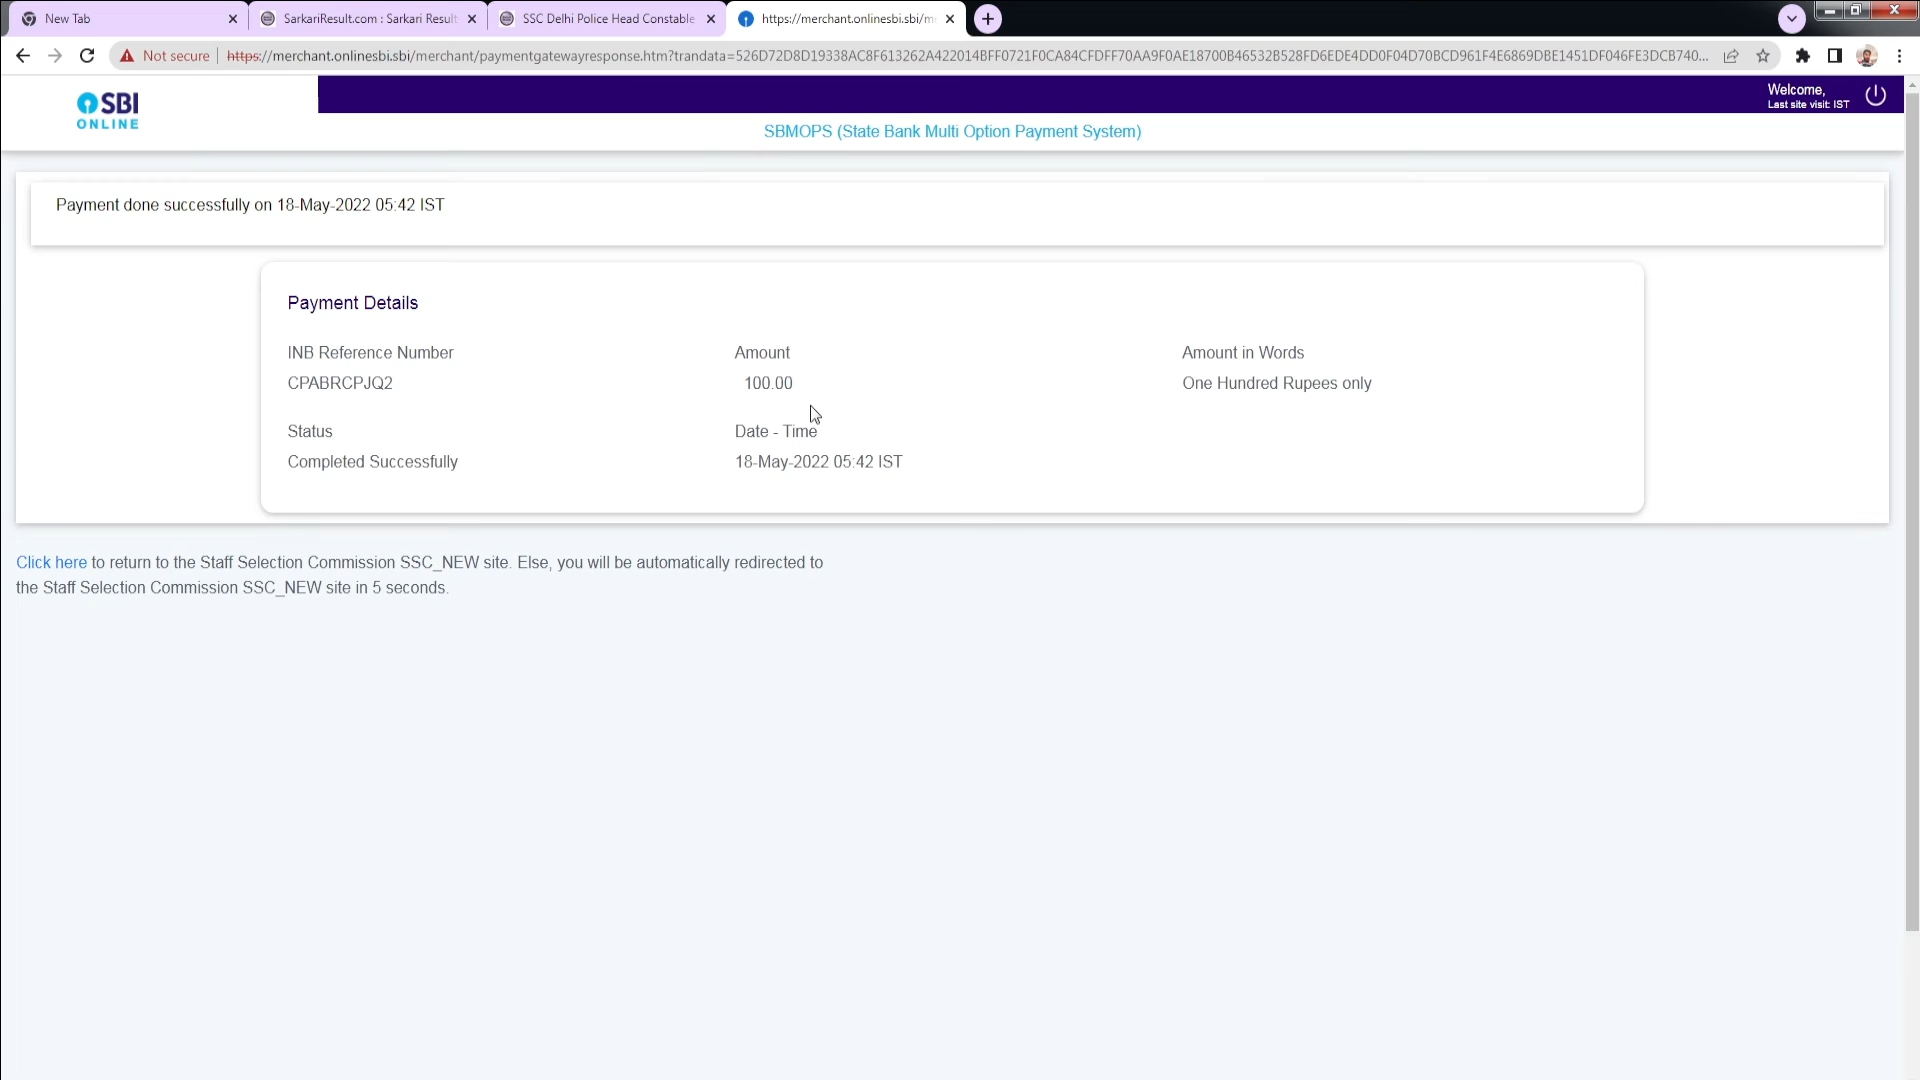 New Tab
SarkariResult.com : Sarkari Result
SSC Delhi Police Head Constable
https://merchant.onlinesbi.sbi/m
Not secure
https://merchant.onlinesbi.sbi/merchant/paymentgatewayresponse.htm?trandata=526D72D8D19338AC8F613262A422014BFF0721F0CA84CFDFF70AA9F0AE18700B46532B528FD6EDE4DD0F04D70BCD961F4E6869DBE1451DF046FE3DCB740...
SBI
ONLINE
Welcome,
Last site visit: IST
SBMOPS (State Bank Multi Option Payment System)
Payment done successfully on 18-May-2022 05:42 IST
Payment Details
INB Reference Number
Amount
Amount in Words
CPABRCPJQ2
100.00
One Hundred Rupees only
Status
Date - Time
Completed Successfully
18-May-2022 05:42 IST
Click here to return to the Staff Selection Commission SSC_NEW site. Else, you will be automatically redirected to
the Staff Selection Commission SSC_NEW site in 5 seconds.